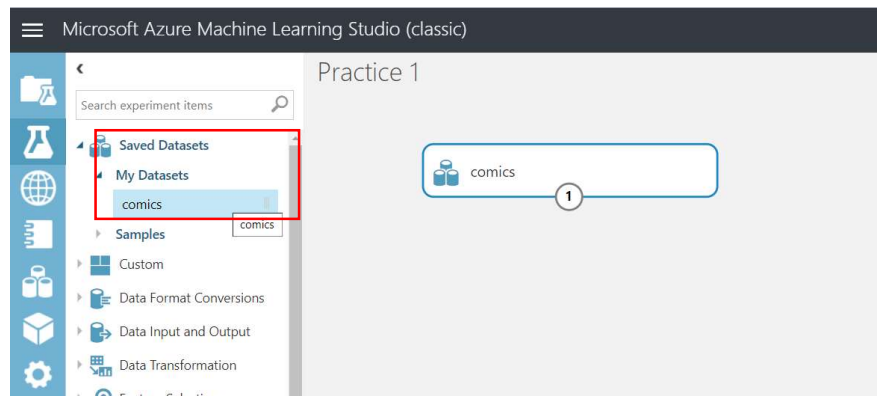 Microsoft Azure Machine Learning Studio (classic)
Practice 1
Search experiment items
Saved Datasets
My Datasets
comics
comics
Samples
Custom
Data Format Conversions
Data Input and Output
Data Transformation
comics
1